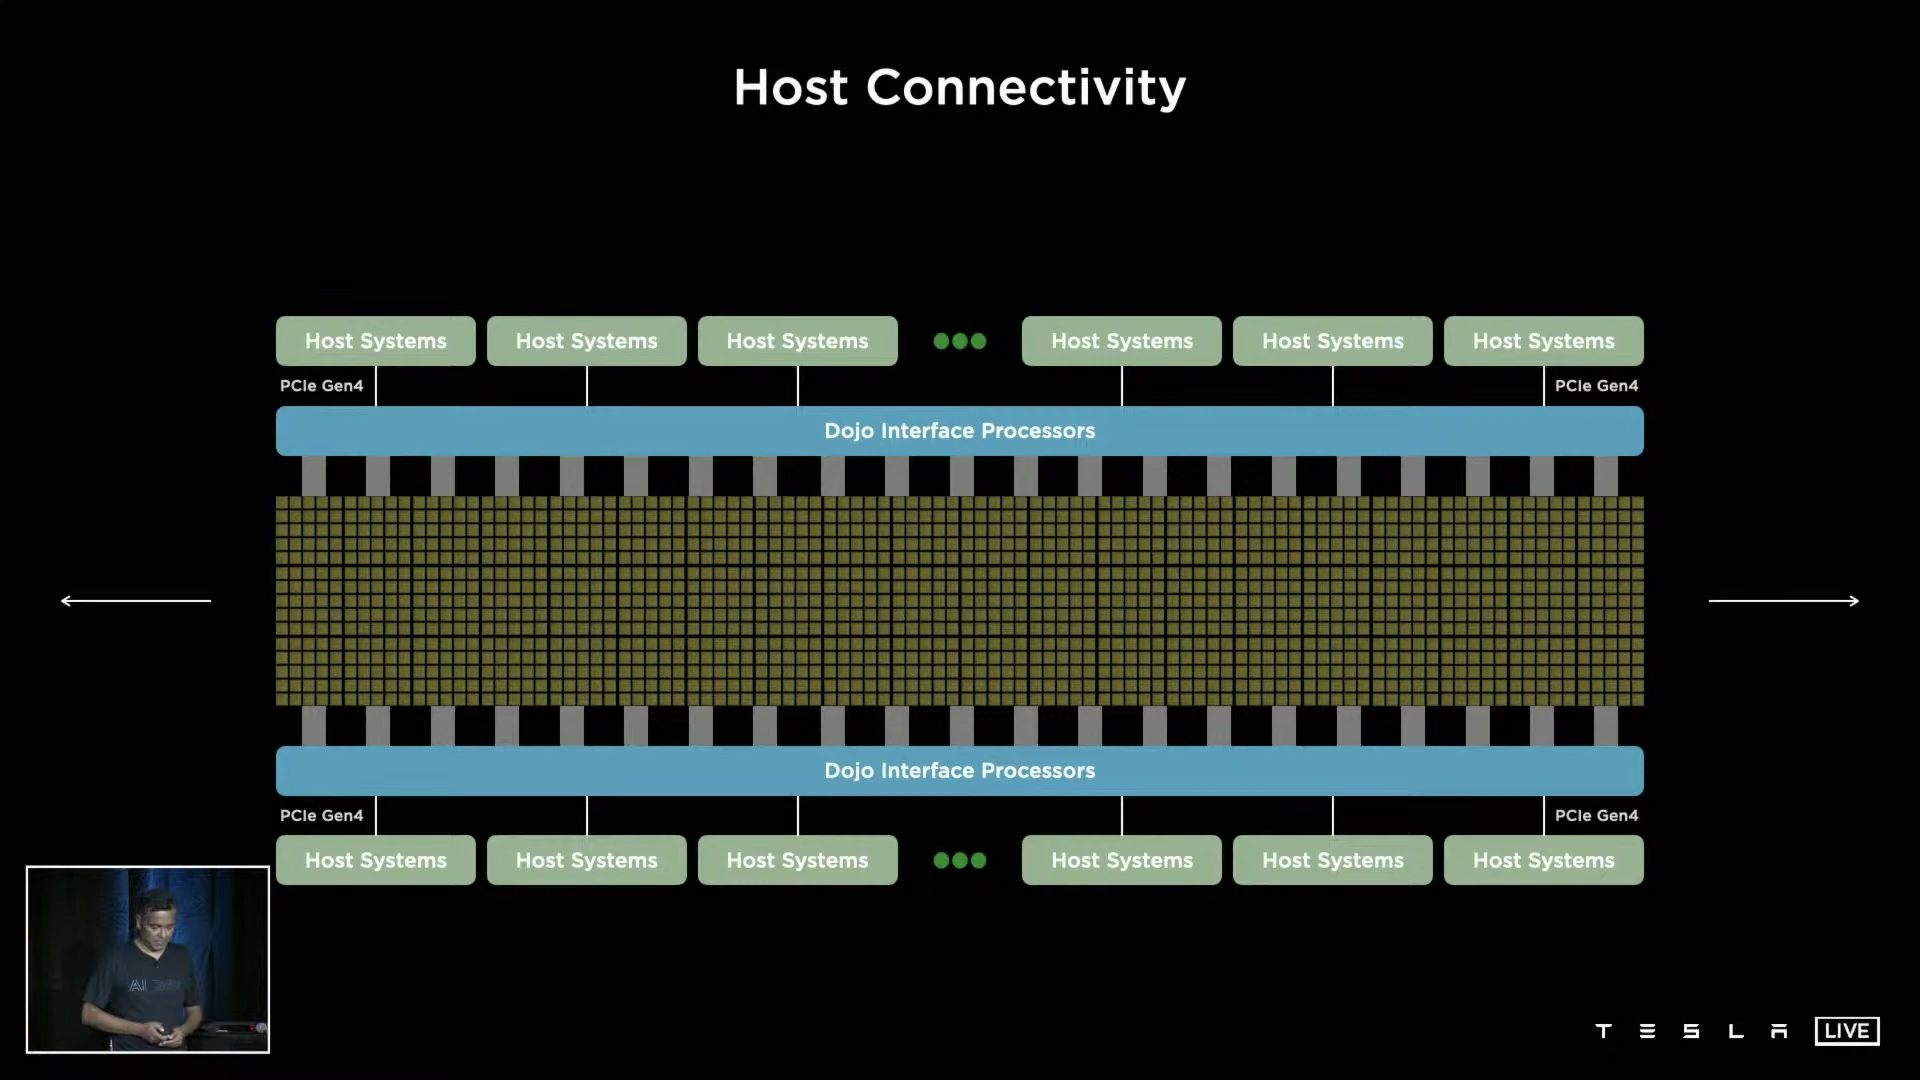 Host Connectivity
Host Systems Host Systems Host Systems Host Systems Host Systems Host Systems
PCIe Gen4 PCIe Gen4
Dojo Interface Processors
Dojo Interface Processors
PCIe Gen4 PCIe Gen4
Host Systems Host Systems Host Systems Host Systems Host Systems Host Systems
AI
TESLA LIVE